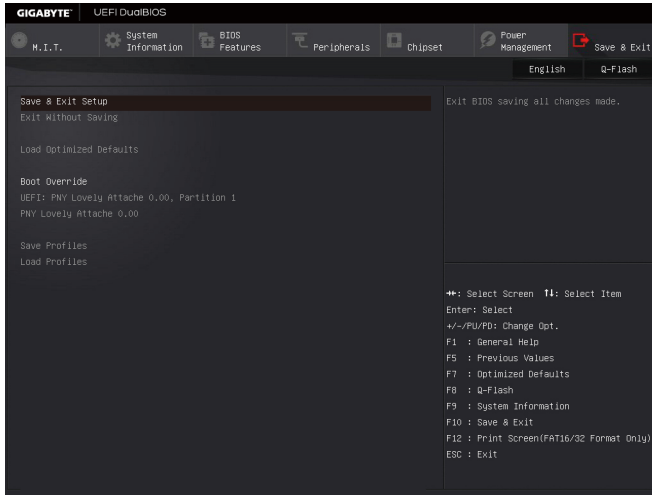 GIGABYTE™ UEFI DualBIOS
M.I.T.
System Information
BIOS Features
Peripherals
Chipset
Power Management
Save & Exit
English Q-Flash
Save & Exit Setup
Exit Without Saving
Load Optimized Defaults
Boot Override
UEFI: PNY Lovely Attache 0.00, Partition 1
PNY Lovely Attache 0.00
Save Profiles
Load Profiles
Exit BIOS saving all changes made.
→←: Select Screen ↑↓: Select Item
Enter: Select
+/-/PU/PD: Change Opt.
F1 : General Help
F5 : Previous Values
F7 : Optimized Defaults
F8 : Q-Flash
F9 : System Information
F10 : Save & Exit
F12 : Print Screen(FAT16/32 Format Only)
ESC : Exit